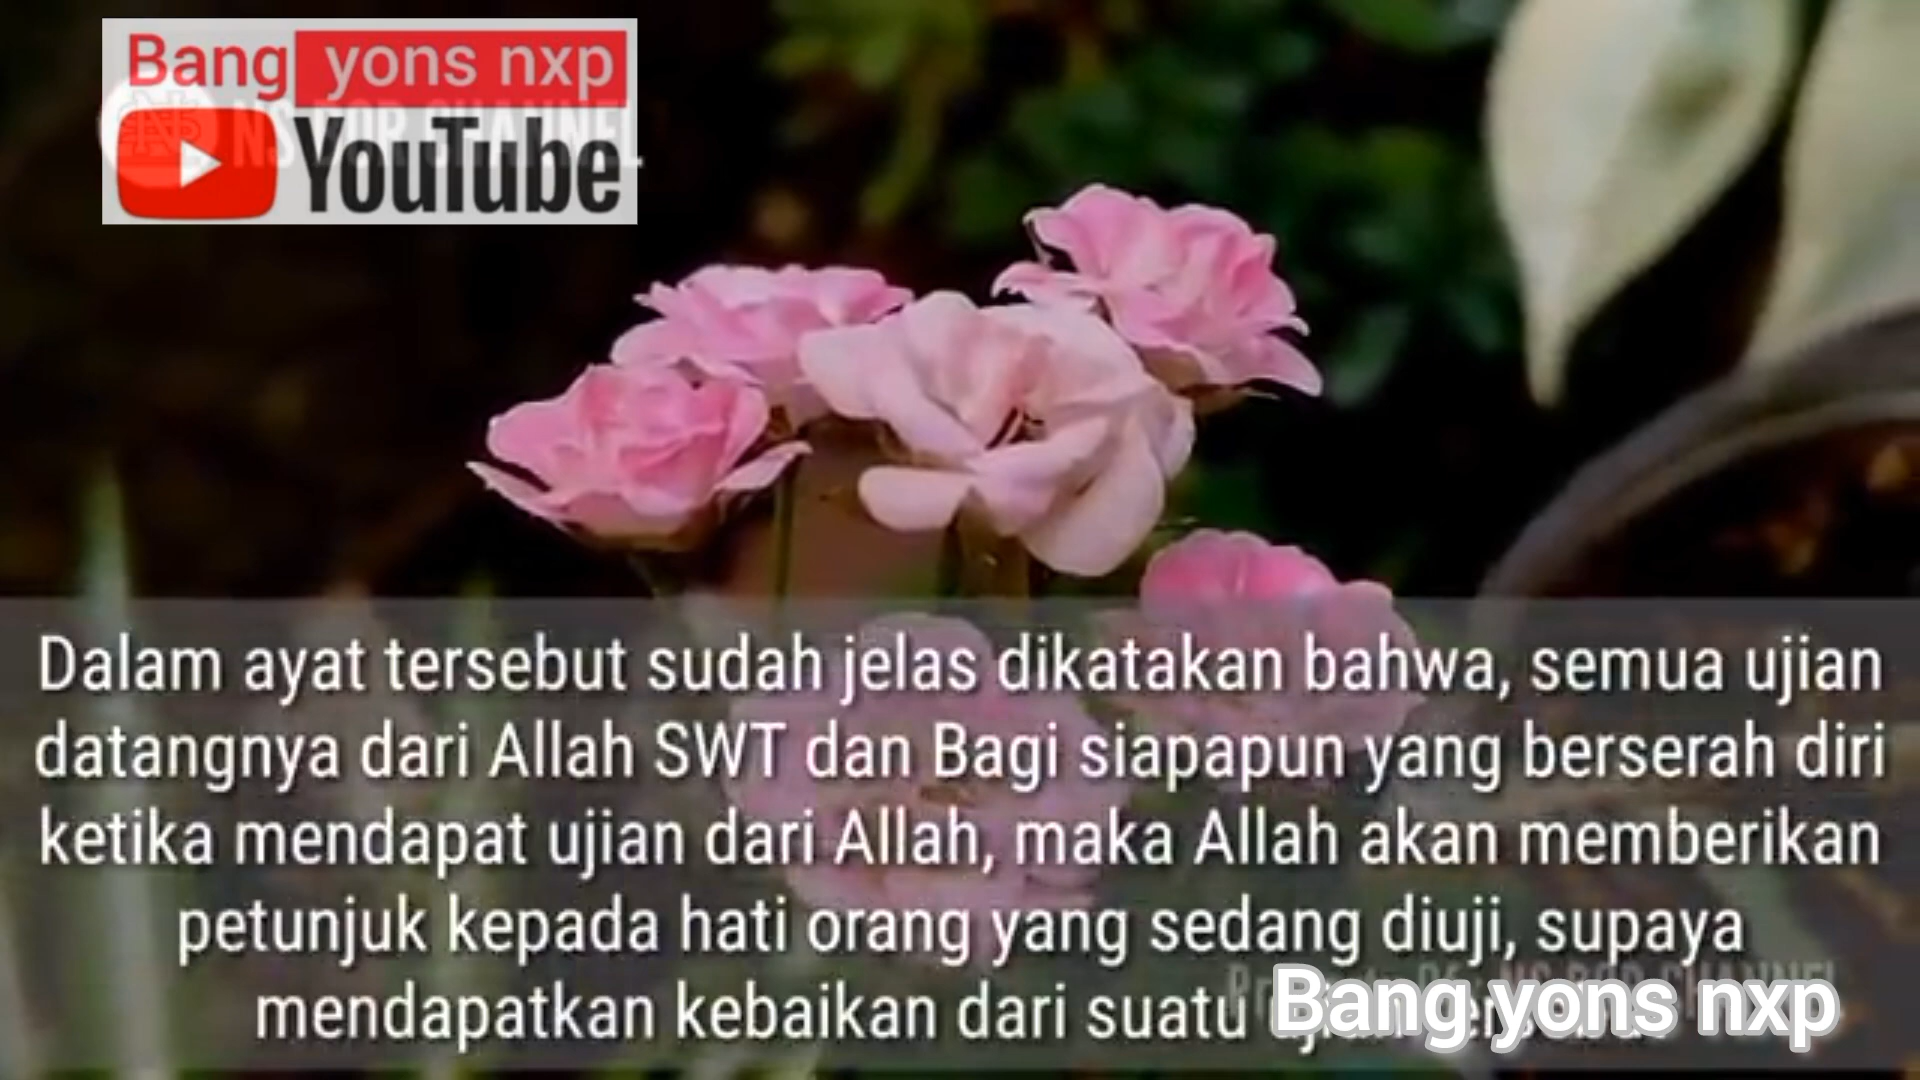 Bang yons nxp
YouTube
Dalam ayat tersebut sudah jelas dikatakan bahwa, semua ujian
datangnya dari Allah SWT dan Bagi siapapun yang berserah diri
ketika mendapat ujian dari Allah, maka Allah akan memberikan
petunjuk kepada hati orang yang sedang diuji, supaya
mendapatkan kebaikan dari suatu
Bang yons nxp